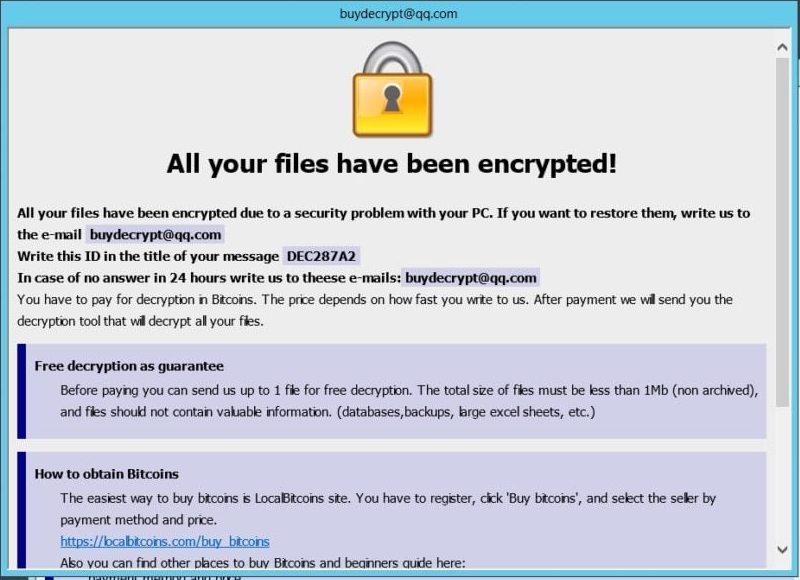 buydecrypt@qq.com
All your files have been encrypted!
All your files have been encrypted due to a security problem with your PC. If you want to restore them, write us to
the e-mail buydecrypt@qq.com
Write this ID in the title of your message DEC287A2
In case of no answer in 24 hours write us to theese e-mails: buydecrypt@qq.com
You have to pay for decryption in Bitcoins. The price depends on how fast you write to us. After payment we will send you the
decryption tool that will decrypt all your files.
Free decryption as guarantee
Before paying you can send us up to 1 file for free decryption. The total size of files must be less than 1Mb (non archived),
and files should not contain valuable information. (databases,backups, large excel sheets, etc.)
How to obtain Bitcoins
The easiest way to buy bitcoins is LocalBitcoins site. You have to register, click 'Buy bitcoins', and select the seller by
payment method and price.
https://localbitcoins.com/buy_bitcoins
Also you can find other places to buy Bitcoins and beginners guide here:
payment method and price